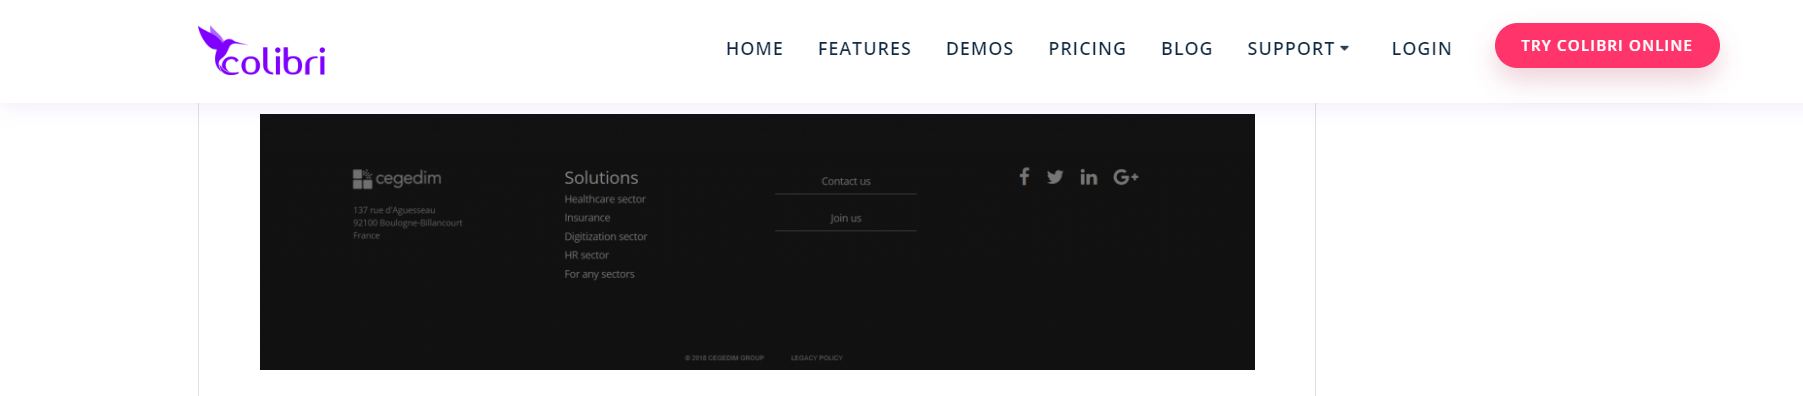 colibri
HOME
FEATURES
DEMOS
PRICING
BLOG
SUPPORT
LOGIN
TRY COLIBRI ONLINE
cegedim
137 rue d'Aguesseau
92100 Boulogne-Billancourt
France
Solutions
Healthcare sector
Insurance
Digitization sector
HR sector
For any sectors
Contact us
Join us
© 2018 CEGEDIM GROUP
LEGACY POLICY